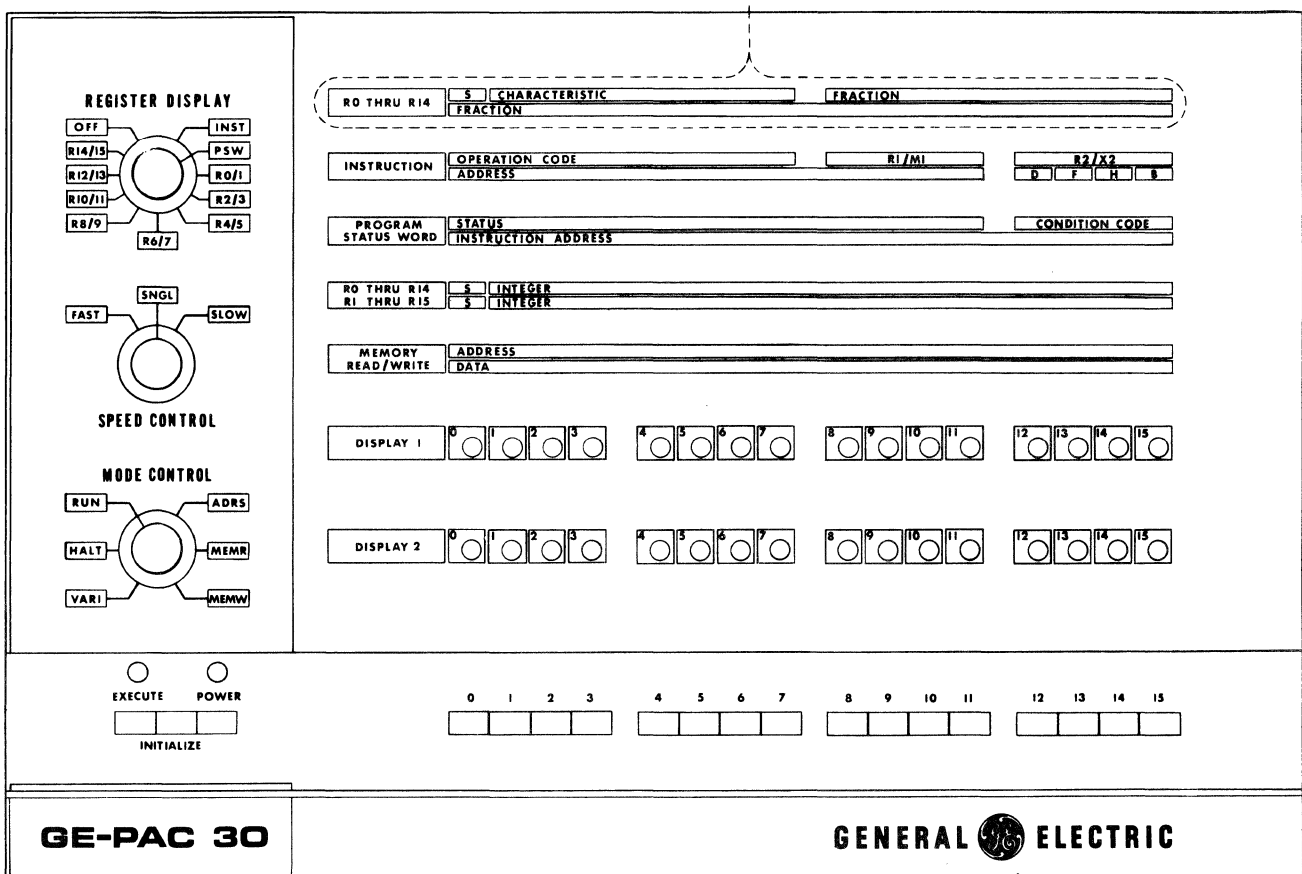 REGISTER DISPLAY
OFF INST
R14/15 PSW
R12/13 R0/1
R10/11 R2/3
R8/9 R4/5
R6/7
SNGL
FAST SLOW
SPEED CONTROL
MODE CONTROL
RUN ADRS
HALT MEMR
VARI MEMW
R0 THRU R14 S CHARACTERISTIC FRACTION
FRACTION
INSTRUCTION OPERATION CODE R1/M1 R2/X2
ADDRESS D F H B
PROGRAM STATUS WORD STATUS CONDITION CODE
INSTRUCTION ADDRESS
R0 THRU R14 S INTEGER
R1 THRU R15 S INTEGER
MEMORY READ/WRITE ADDRESS
DATA
DISPLAY 1 0 1 2 3 4 5 6 7 8 9 10 11 12 13 14 15
DISPLAY 2 0 1 2 3 4 5 6 7 8 9 10 11 12 13 14 15
EXECUTE POWER
INITIALIZE
0 1 2 3 4 5 6 7 8 9 10 11 12 13 14 15
GE-PAC 30
GENERAL GE ELECTRIC